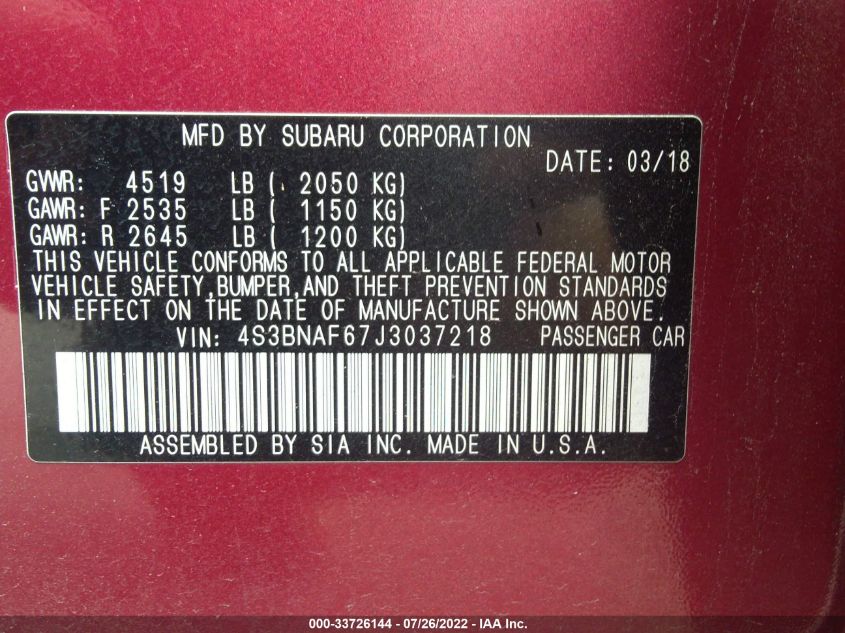 MFD BY SUBARU CORPORATION
DATE: 03/18
GVWR: 4519 LB ( 2050 KG)
GAWR: F 2535 LB ( 1150 KG)
GAWR: R 2645 LB ( 1200 KG)
THIS VEHICLE CONFORMS TO ALL APPLICABLE FEDERAL MOTOR
VEHICLE SAFETY,BUMPER,AND THEFT PREVENTION STANDARDS
IN EFFECT ON THE DATE OF MANUFACTURE SHOWN ABOVE.
VIN: 4S3BNAF67J3037218 PASSENGER CAR
ASSEMBLED BY SIA INC. MADE IN U.S.A.
000-33726144 - 07/26/2022 - IAA Inc.